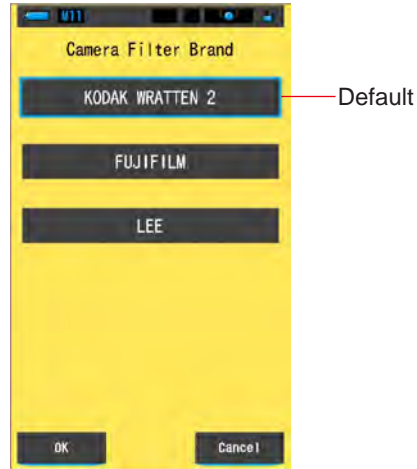 M11
Camera Filter Brand
KODAK WRATTEN 2
Default
FUJIFILM
LEE
OK
Cancel